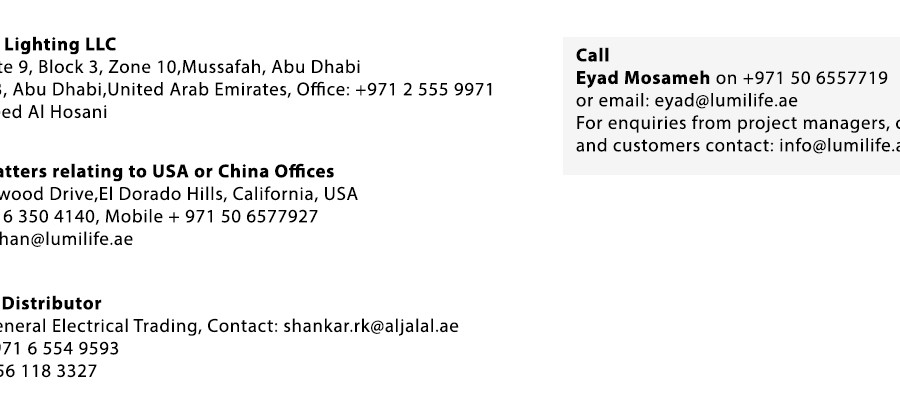 Lighting LLC
te 9, Block 3, Zone 10,Mussafah, Abu Dhabi
, Abu Dhabi,United Arab Emirates, Office: +971 2 555 9971
ed Al Hosani
atters relating to USA or China Offices
wood Drive,El Dorado Hills, California, USA
6 350 4140, Mobile + 971 50 6577927
han@lumilife.ae
Distributor
eneral Electrical Trading, Contact: shankar.rk@aljalal.ae
971 6 554 9593
56 118 3327
Call
Eyad Mosameh on +971 50 6557719
or email: eyad@lumilife.ae
For enquiries from project managers,
and customers contact: info@lumilife.a